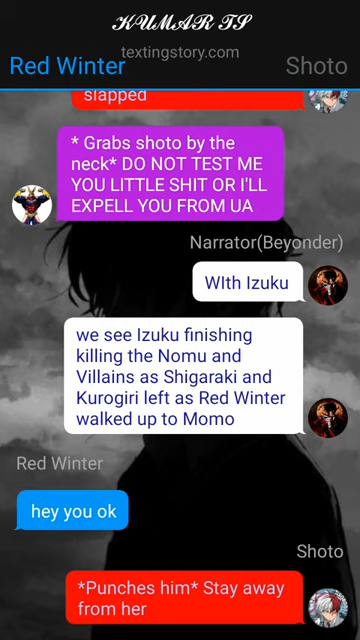 KUMAR TS
textingstory.com
Red Winter
Shoto
slapped
* Grabs shoto by the
neck* DO NOT TEST ME
YOU LITTLE SHIT OR I'LL
EXPELL YOU FROM UA
Narrator(Beyonder)
WIth Izuku
we see Izuku finishing
killing the Nomu and
Villains as Shigaraki and
Kurogiri left as Red Winter
walked up to Momo
Red Winter
hey you ok
Shoto
*Punches him* Stay away
from her